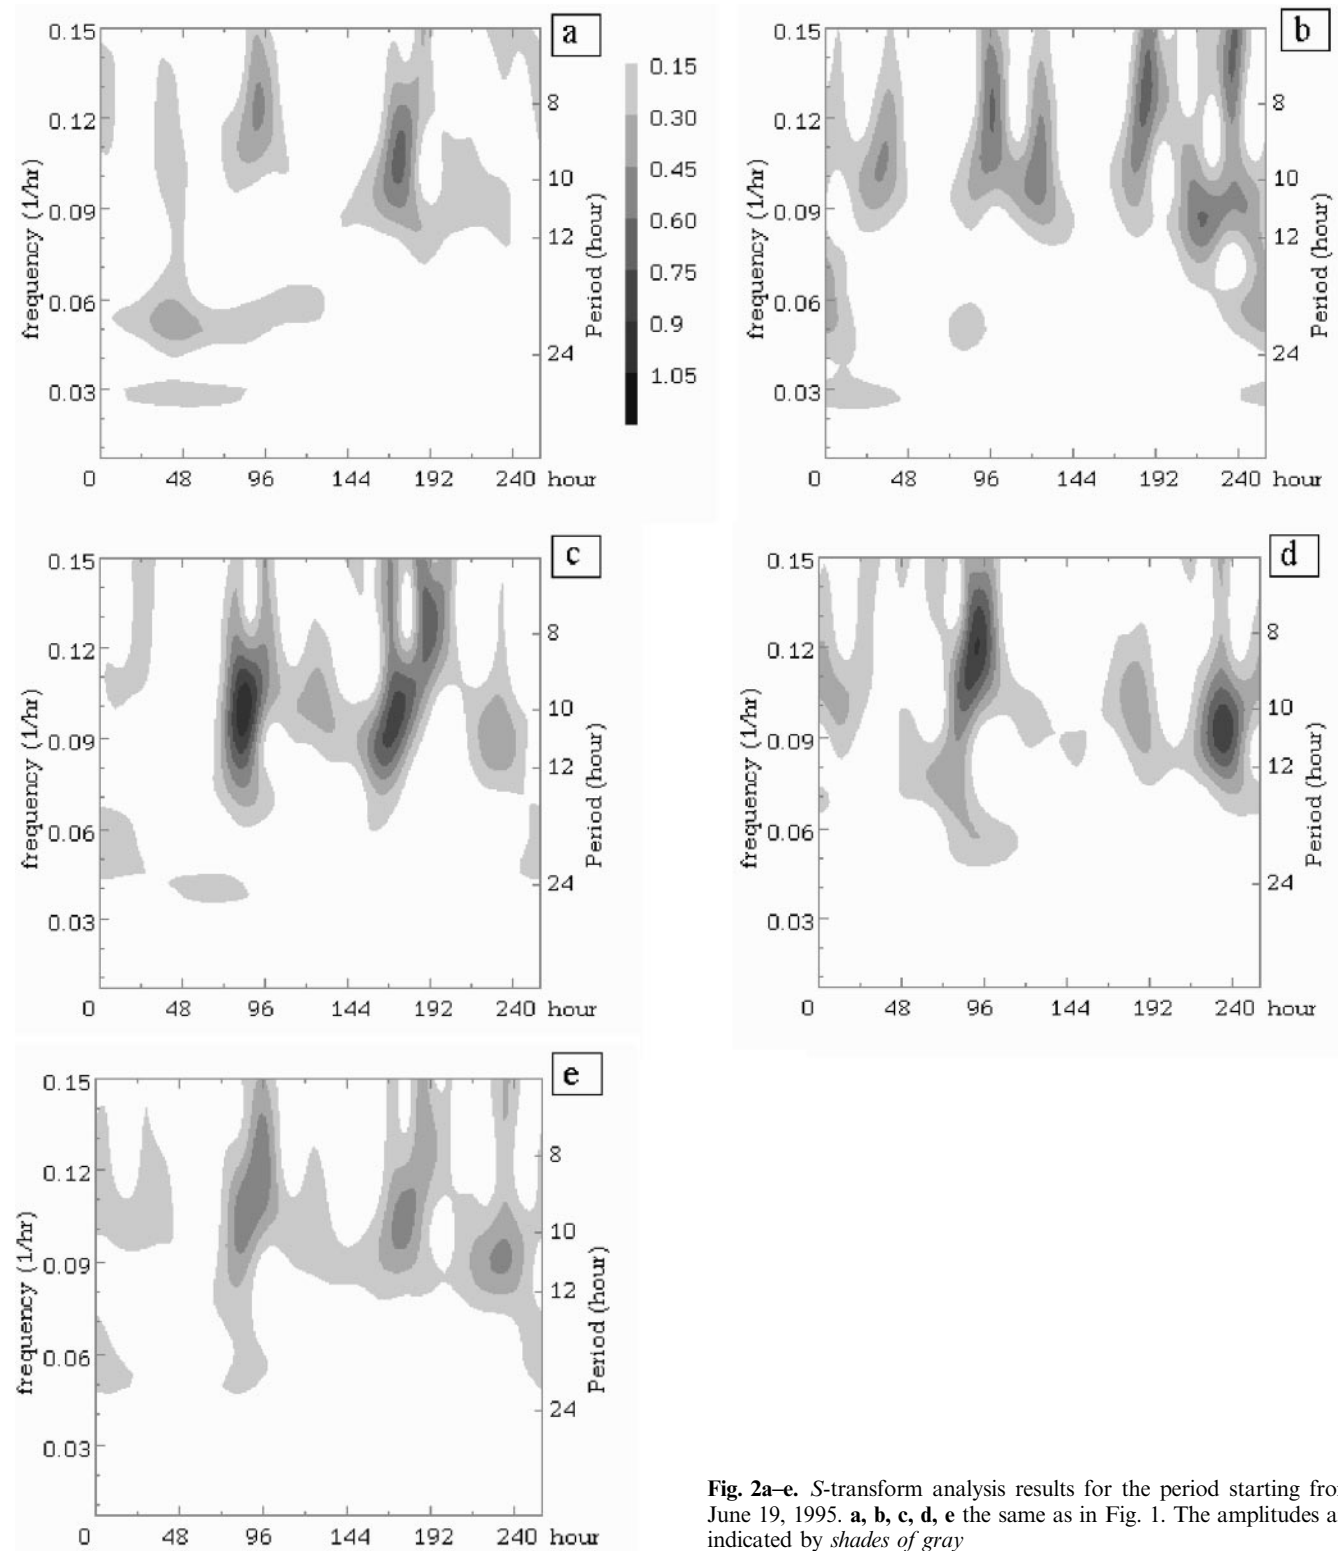 a
0.15
0.12
0.09
0.06
0.03
frequency (1/hr)
8
10
12
24
Period (hour)
0 48 96 144 192 240 hour
0.15
0.30
0.45
0.60
0.75
0.9
1.05
b
0.15
0.12
0.09
0.06
0.03
frequency (1/hr)
8
10
12
24
Period (hour)
0 48 96 144 192 240 hour
c
0.15
0.12
0.09
0.06
0.03
frequency (1/hr)
8
10
12
24
Period (hour)
0 48 96 144 192 240 hour
d
0.15
0.12
0.09
0.06
0.03
frequency (1/hr)
8
10
12
24
Period (hour)
0 48 96 144 192 240 hour
e
0.15
0.12
0.09
0.06
0.03
frequency (1/hr)
8
10
12
24
Period (hour)
0 48 96 144 192 240 hour
Fig. 2a–e. S-transform analysis results for the period starting
June 19, 1995. a, b, c, d, e the same as in Fig. 1. The amplitudes
indicated by shades of gray